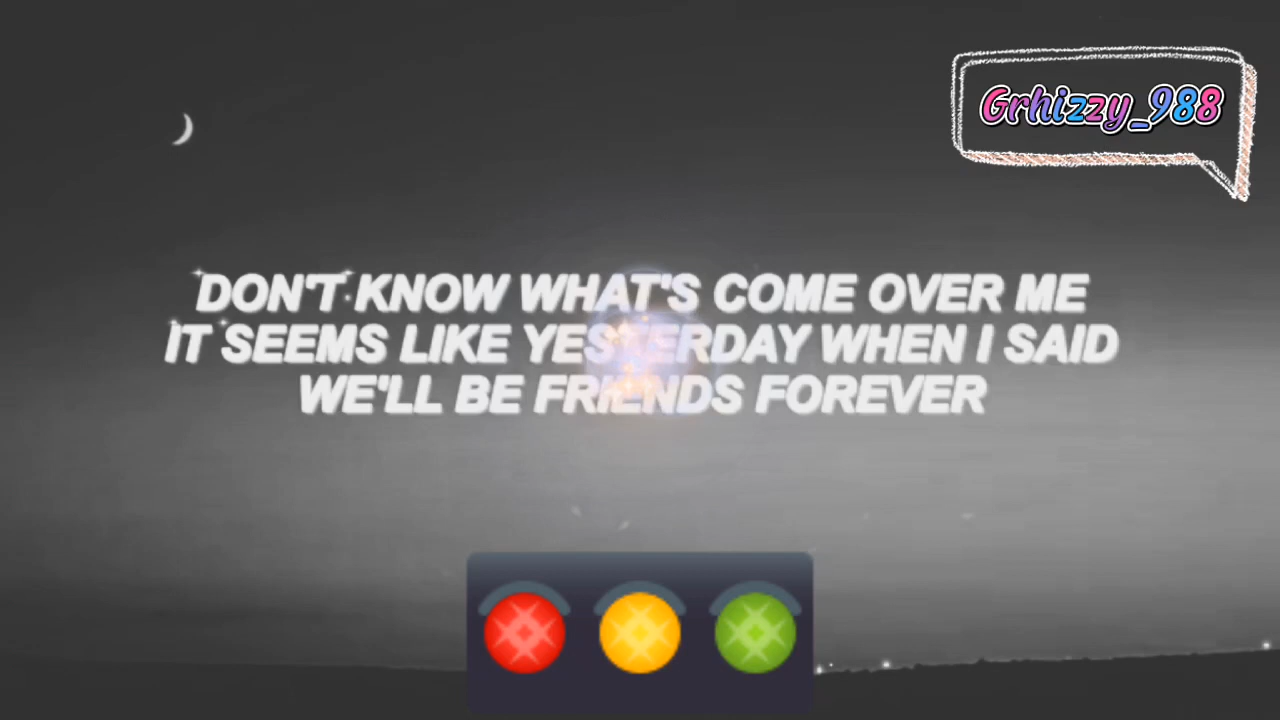 Grhizzy_988
DON'T KNOW WHAT'S COME OVER ME
IT SEEMS LIKE YESTERDAY WHEN I SAID
WE'LL BE FRIENDS FOREVER